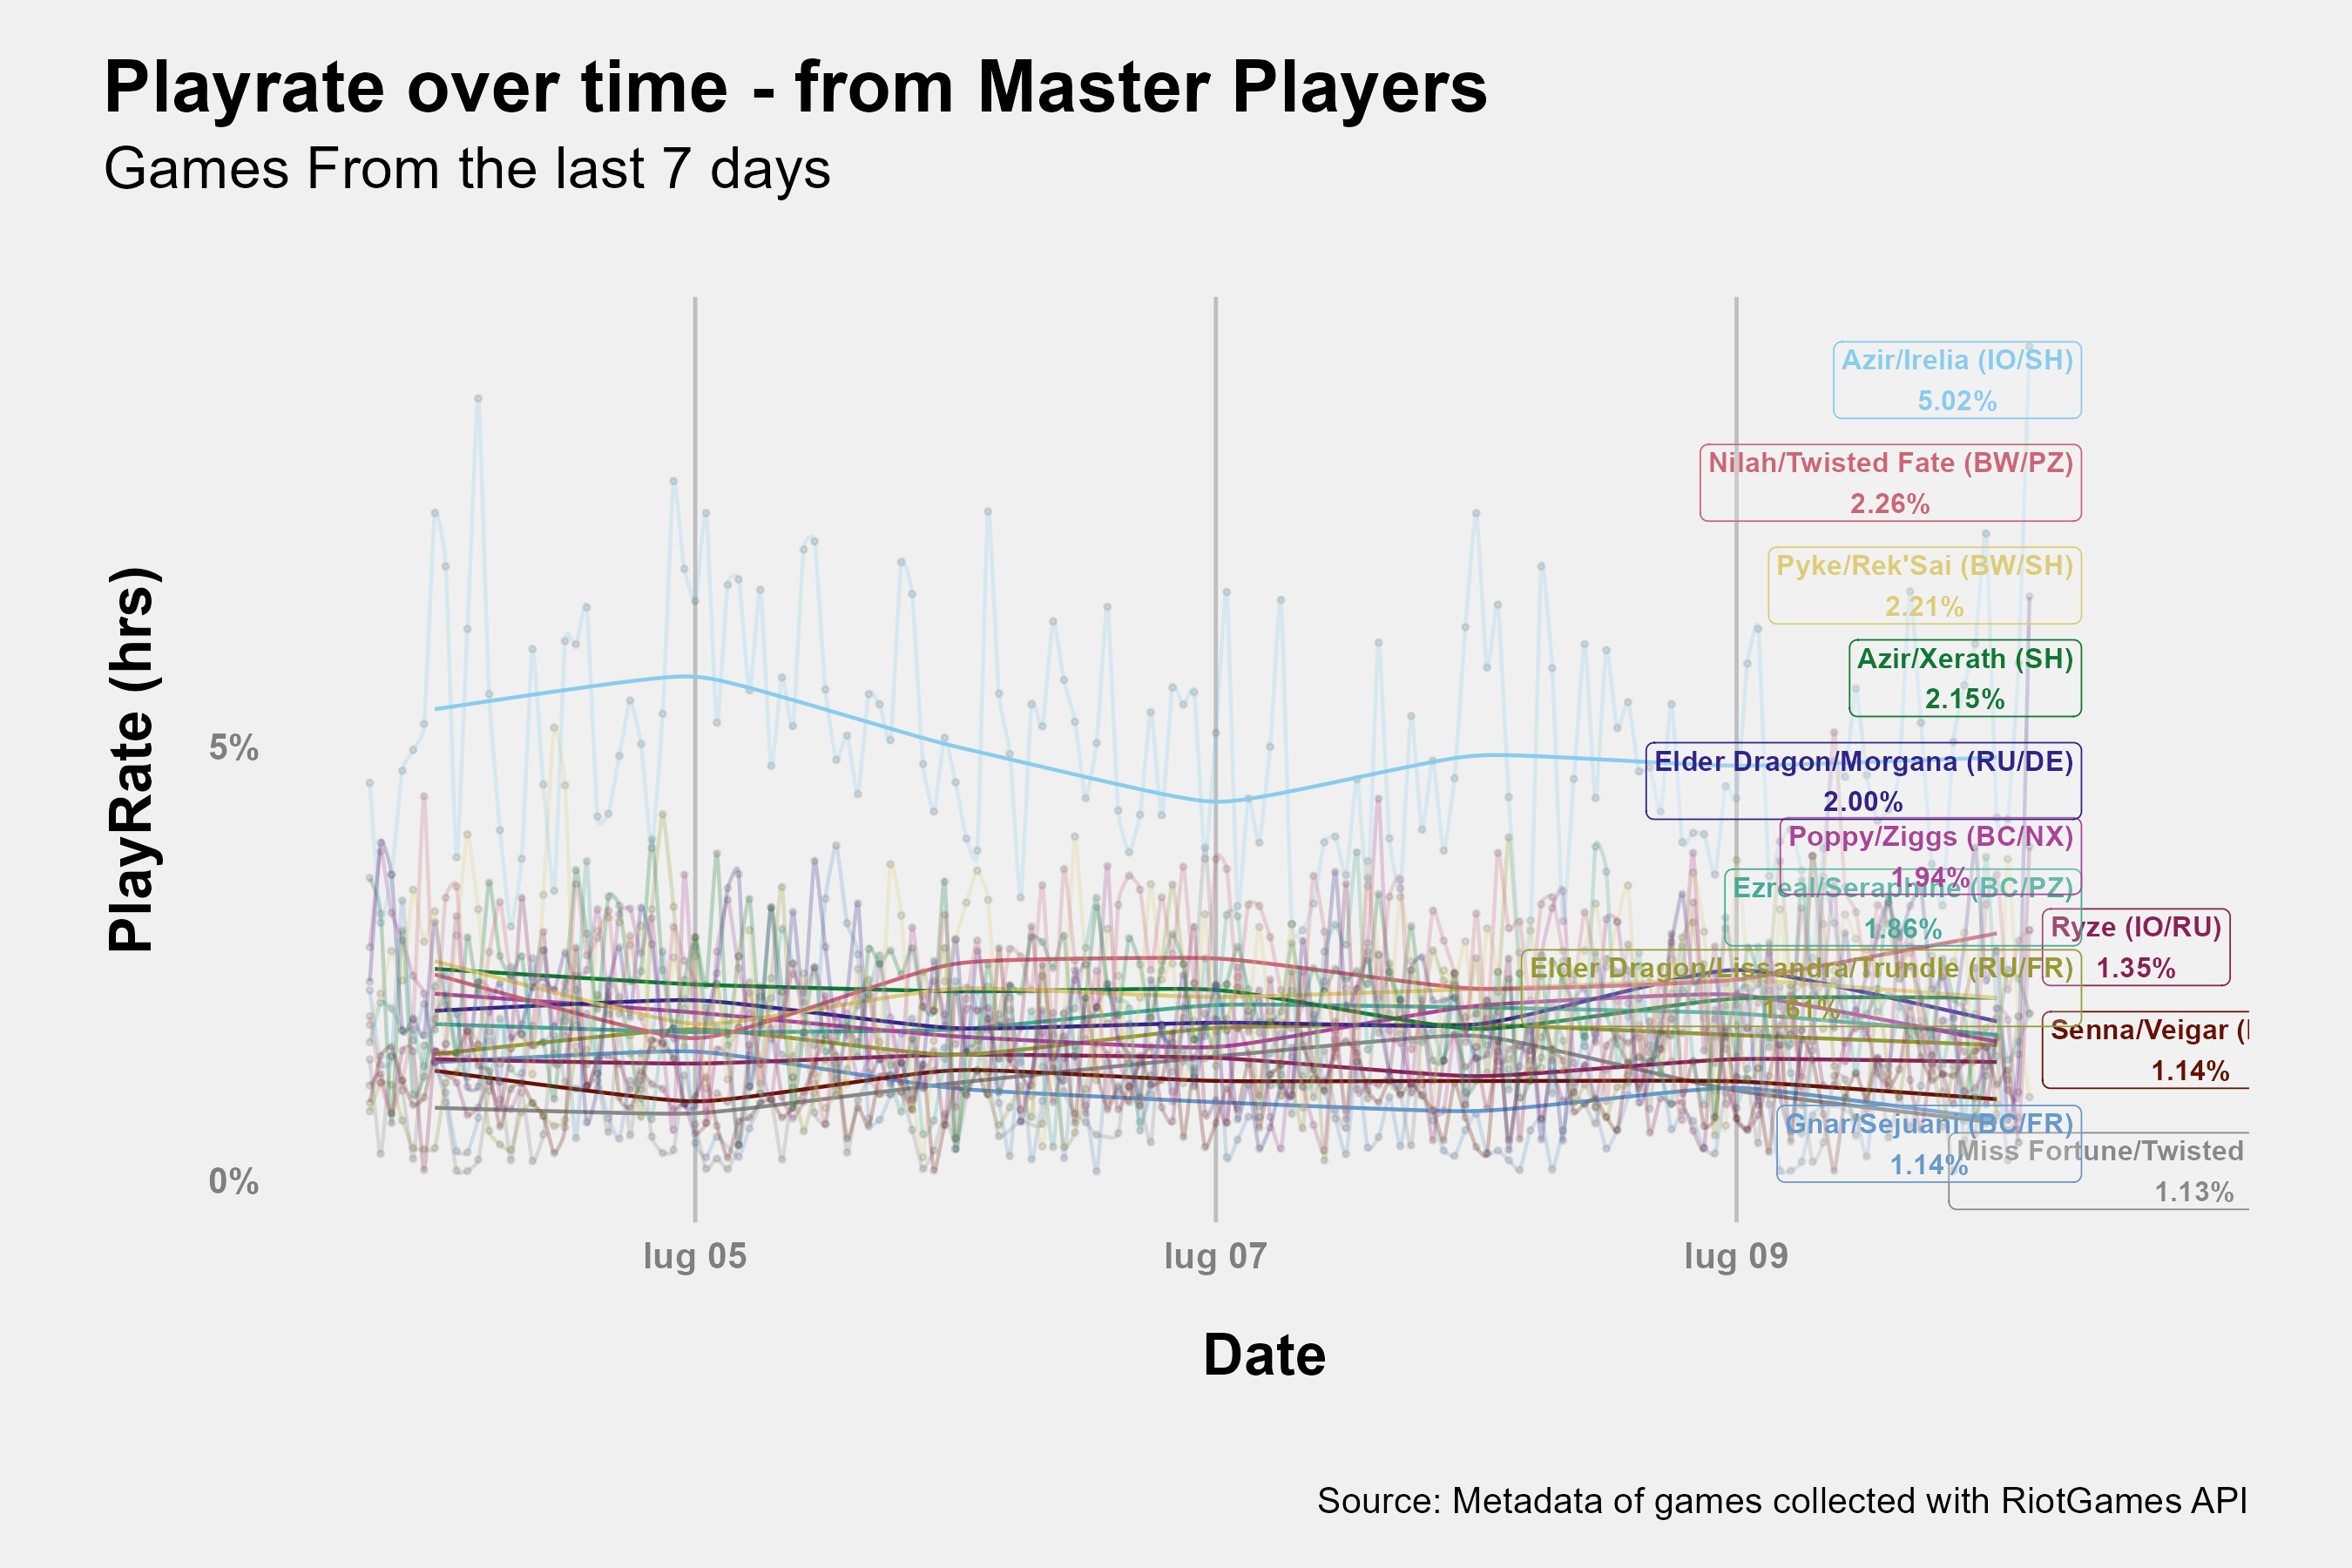 Playrate over time - from Master Players
Games From the last 7 days
PlayRate (hrs)
5%
0%
Azir/Irelia (IO/SH)
5.02%
Nilah/Twisted Fate (BW/PZ)
2.26%
Pyke/Rek'Sai (BW/SH)
2.21%
Azir/Xerath (SH)
2.15%
Elder Dragon/Morgana (RU/DE)
2.00%
Poppy/Ziggs (BC/NX)
1.94%
Ezreal/Seraphine (BC/PZ)
1.86%
Ryze (IO/RU)
1.35%
Elder Dragon/Lissandra/Trundle (RU/FR)
1.61%
Senna/Veigar (
1.14%
Gnar/Sejuani (BC/FR)
1.14%
Miss Fortune/Twisted
1.13%
lug 05
lug 07
lug 09
Date
Source: Metadata of games collected with RiotGames API